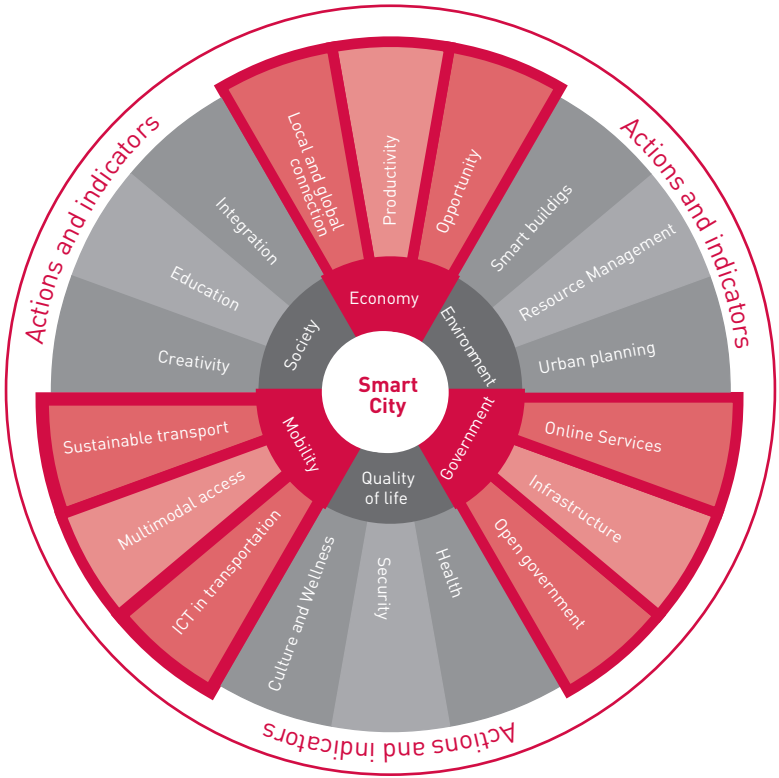 Smart
City
Economy
Local and global
connection
Productivity
Opportunity
Environment
Smart buildigs
Resource Management
Urban planning
Government
Online Services
Infrastructure
Open government
Quality
of life
Health
Security
Culture and Wellness
Mobility
ICT in transportation
Multimodal access
Sustainable transport
Society
Creativity
Education
Integration
Actions and indicators
Actions and indicators
Actions and indicators